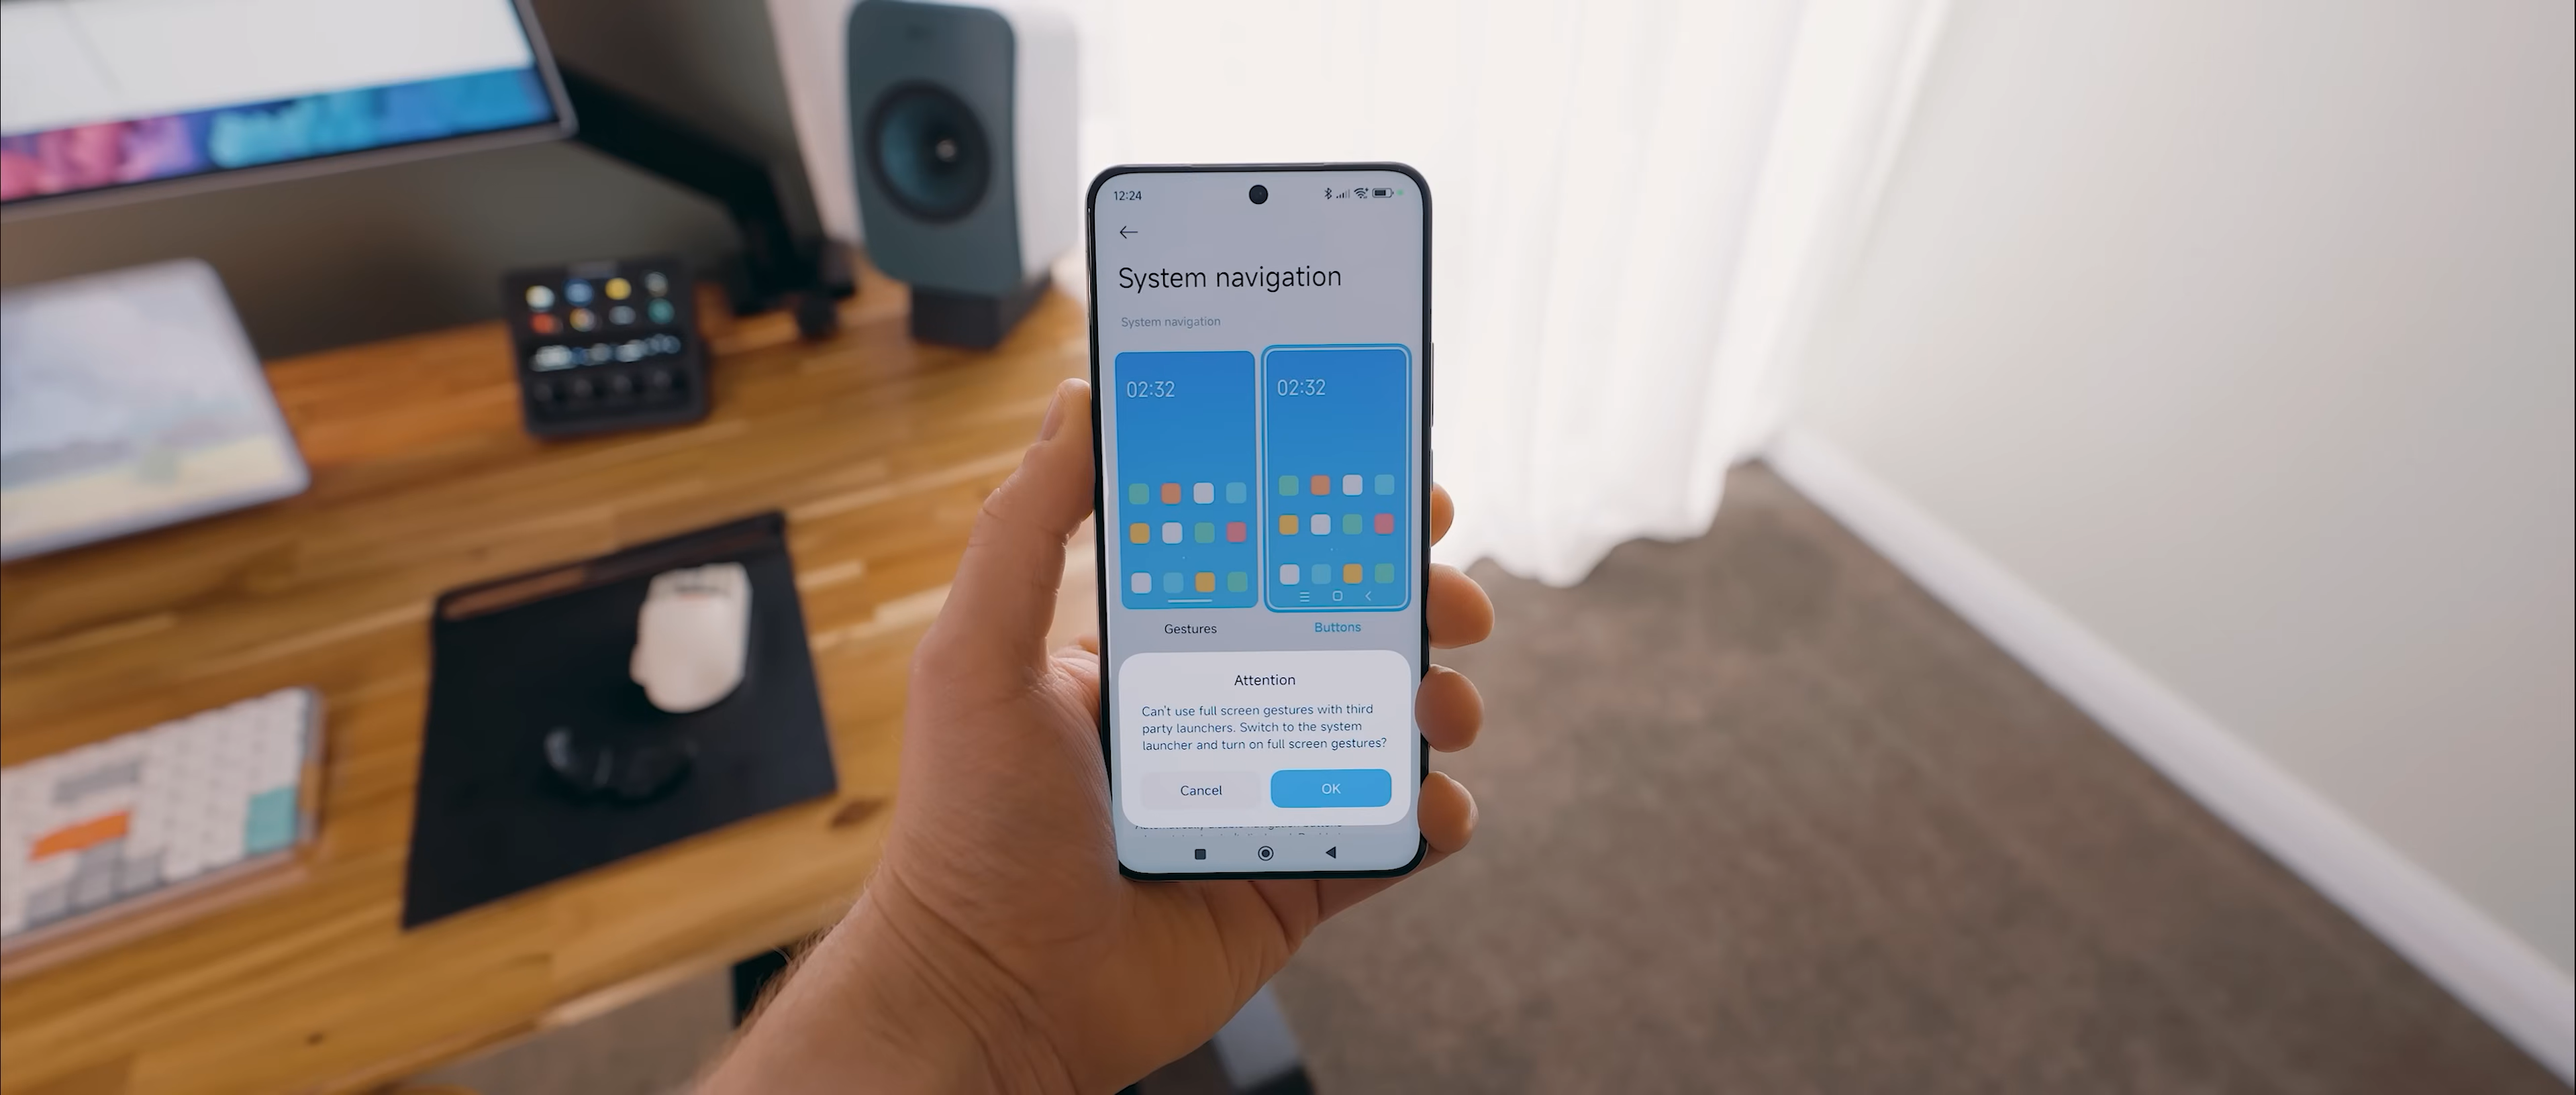 12:24
System navigation
System navigation
02:32
02:32
Gestures
Buttons
Attention
Can't use full screen gestures with third
party launchers. Switch to the system
launcher and turn on full screen gestures?
Cancel
OK